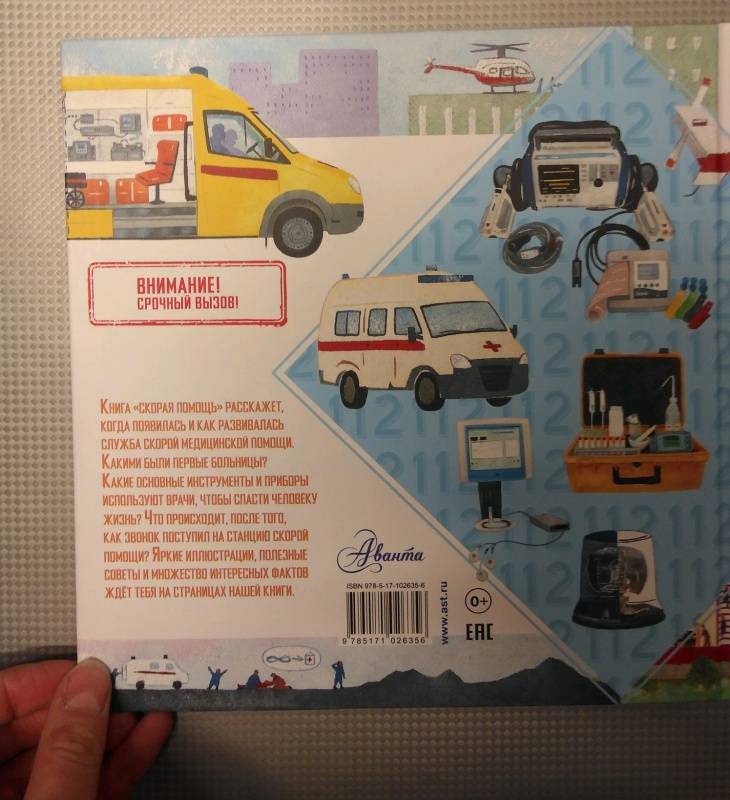 112
ВНИМАНИЕ!
СРОЧНЫЙ ВЫЗОВ!
КНИГА «СКОРАЯ ПОМОЩЬ» РАССКАЖЕТ,
КОГДА ПОЯВИЛАСЬ И КАК РАЗВИВАЛАСЬ
СЛУЖБА СКОРОЙ МЕДИЦИНСКОЙ ПОМОЩИ.
КАКИМИ БЫЛИ ПЕРВЫЕ БОЛЬНИЦЫ?
КАКИЕ ОСНОВНЫЕ ИНСТРУМЕНТЫ И ПРИБОРЫ
ИСПОЛЬЗУЮТ ВРАЧИ, ЧТОБЫ СПАСТИ ЧЕЛОВЕКУ
ЖИЗНЬ? ЧТО ПРОИСХОДИТ, ПОСЛЕ ТОГО,
КАК ЗВОНОК ПОСТУПИЛ НА СТАНЦИЮ СКОРОЙ
ПОМОЩИ? ЯРКИЕ ИЛЛЮСТРАЦИИ, ПОЛЕЗНЫЕ
СОВЕТЫ И МНОЖЕСТВО ИНТЕРЕСНЫХ ФАКТОВ
ЖДЁТ ТЕБЯ НА СТРАНИЦАХ НАШЕЙ КНИГИ.
Аванта
ISBN 978-5-17-102635-6
9 785171 026356
www.ast.ru
0+
EAC